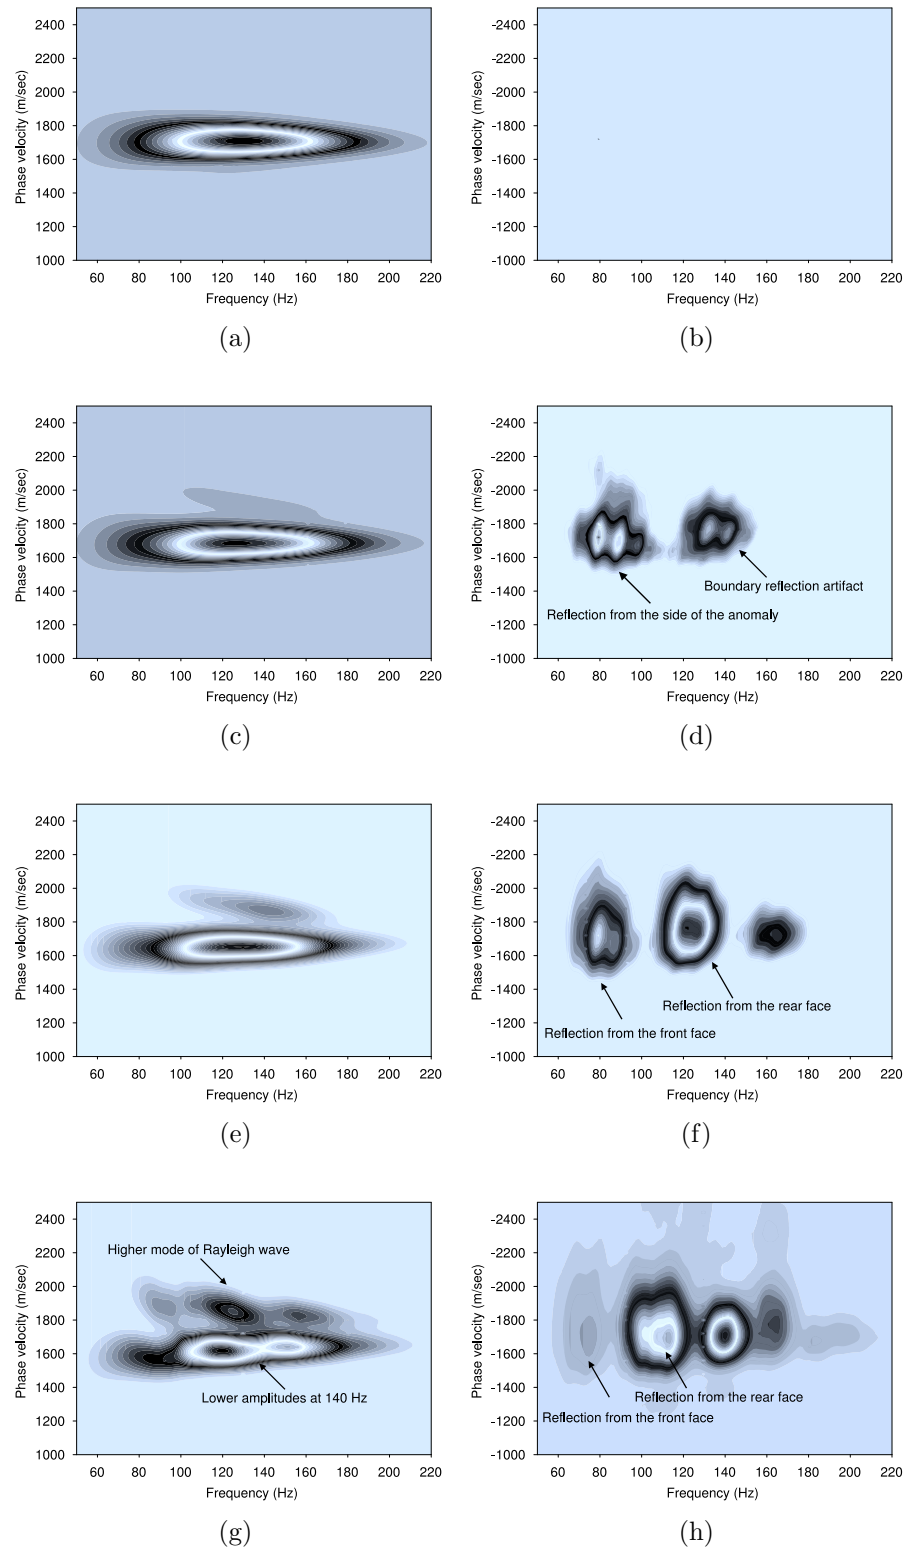 2400
2200
2000
1800
1600
1400
1200
1000
Phase velocity (m/sec)
60 80 100 120 140 160 180 200 220
Frequency (Hz)
(a)
-2400
-2200
-2000
-1800
-1600
-1400
-1200
-1000
Phase velocity (m/sec)
60 80 100 120 140 160 180 200 220
Frequency (Hz)
(b)
2400
2200
2000
1800
1600
1400
1200
1000
Phase velocity (m/sec)
60 80 100 120 140 160 180 200 220
Frequency (Hz)
(c)
-2400
-2200
-2000
-1800
-1600
-1400
-1200
-1000
Phase velocity (m/sec)
Boundary reflection artifact
Reflection from the side of the anomaly
60 80 100 120 140 160 180 200 220
Frequency (Hz)
(d)
2400
2200
2000
1800
1600
1400
1200
1000
Phase velocity (m/sec)
60 80 100 120 140 160 180 200 220
Frequency (Hz)
(e)
-2400
-2200
-2000
-1800
-1600
-1400
-1200
-1000
Phase velocity (m/sec)
Reflection from the rear face
Reflection from the front face
60 80 100 120 140 160 180 200 220
Frequency (Hz)
(f)
2400
2200
2000
1800
1600
1400
1200
1000
Phase velocity (m/sec)
Higher mode of Rayleigh wave
Lower amplitudes at 140 Hz
60 80 100 120 140 160 180 200 220
Frequency (Hz)
(g)
-2400
-2200
-2000
-1800
-1600
-1400
-1200
-1000
Phase velocity (m/sec)
Reflection from the rear face
Reflection from the front face
60 80 100 120 140 160 180 200 220
Frequency (Hz)
(h)